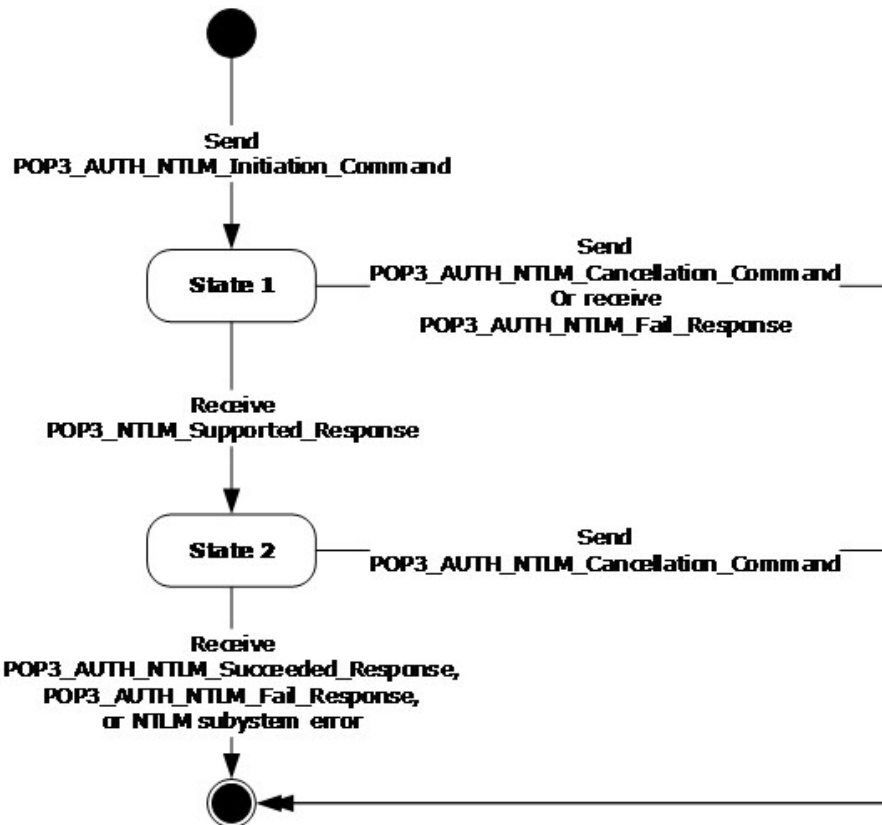 Send
POP3_AUTH_NTLM_Initiation_Command
State 1
Send
POP3_AUTH_NTLM_Cancellation_Command
Or receive
POP3_AUTH_NTLM_Fail_Response
Receive
POP3_NTLM_Supported_Response
State 2
Send
POP3_AUTH_NTLM_Cancellation_Command
Receive
POP3_AUTH_NTLM_Succeeded_Response,
POP3_AUTH_NTLM_Fail_Response,
or NTLM subystem error